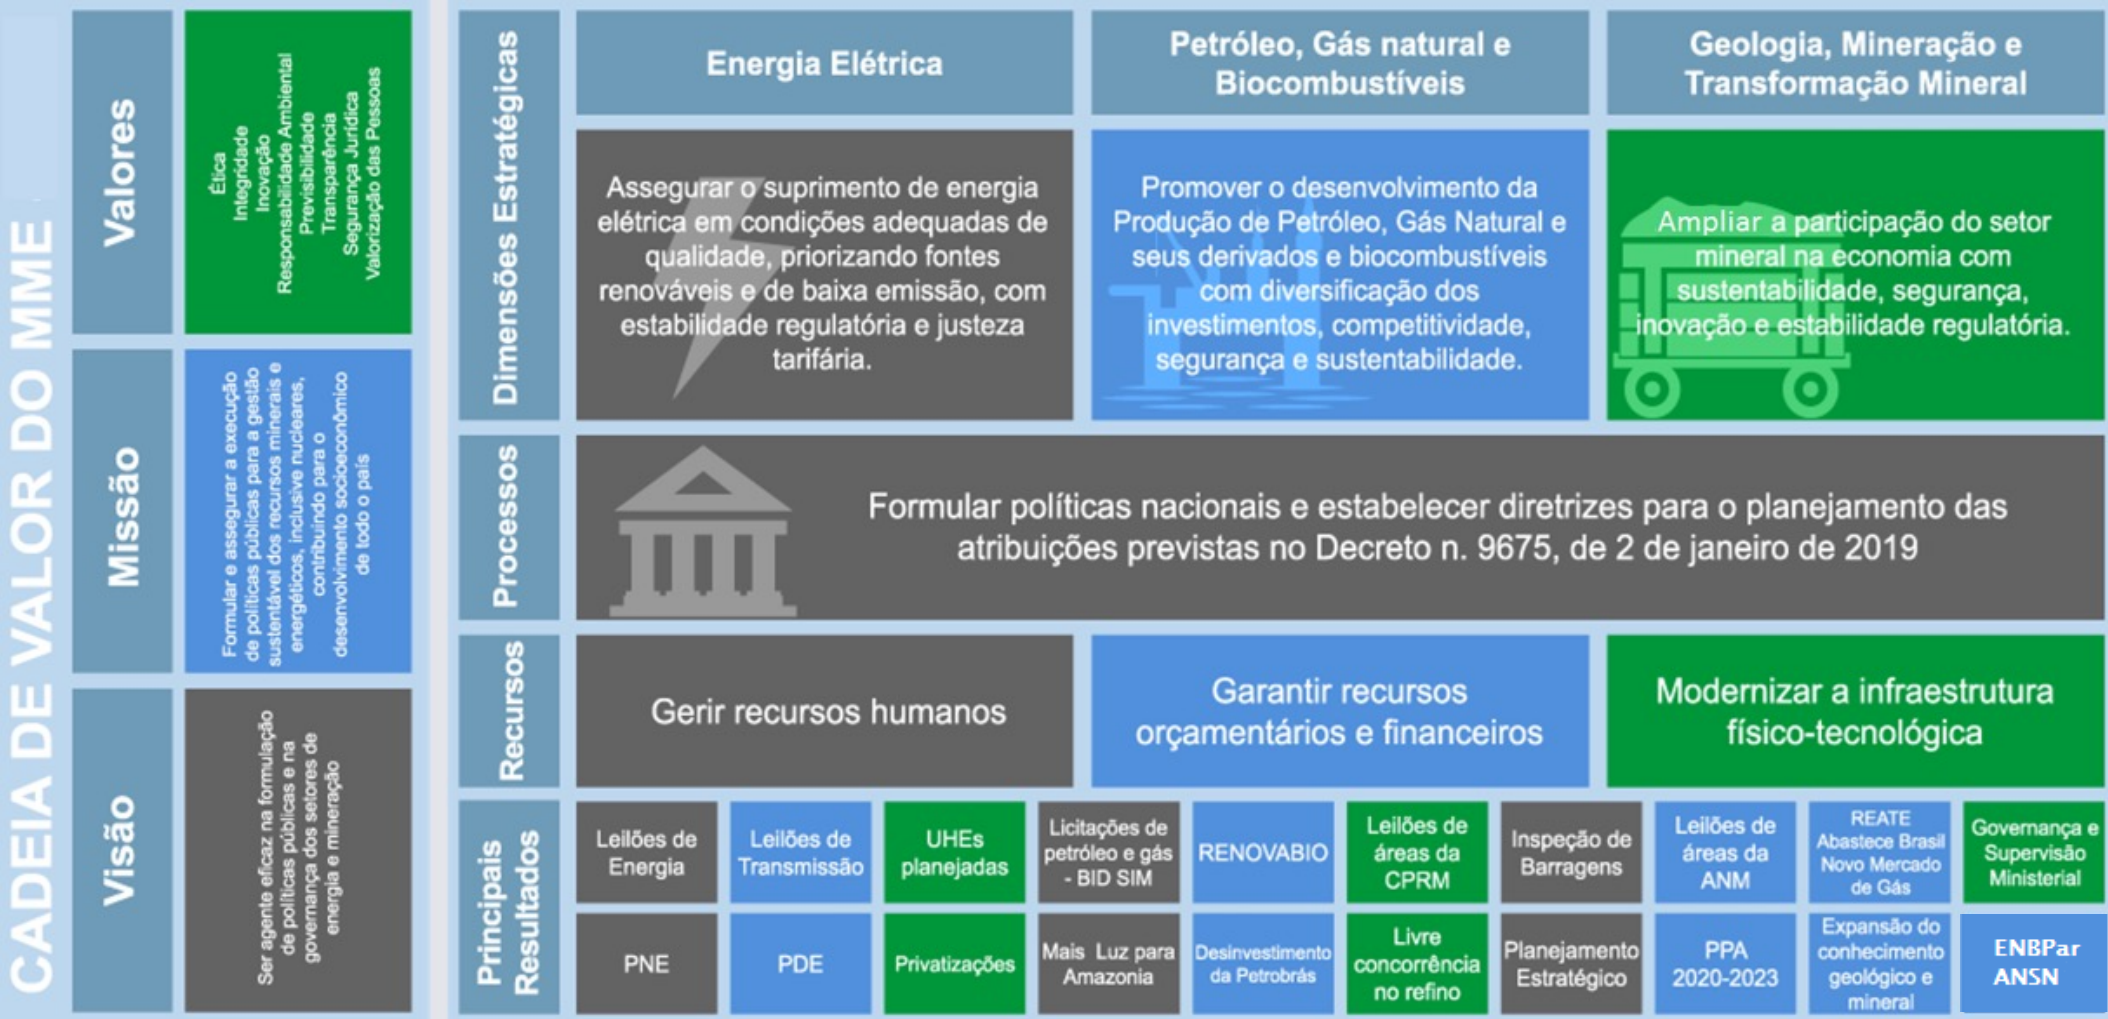 CADEIA DE VALOR DO MME
Valores
Ética
Integridade
Inovação
Responsabilidade Ambiental
Previsibilidade
Transparência
Segurança Jurídica
Valorização das Pessoas
Missão
Formular e assegurar a execução
de políticas públicas para a gestão
sustentável dos recursos minerais e
energéticos, inclusive nucleares,
contribuindo para o
desenvolvimento socioeconômico
de todo o país
Visão
Ser agente eficaz na formulação
de políticas públicas e na
governança dos setores de
energia e mineração
Dimensões Estratégicas
Energia Elétrica
Petróleo, Gás natural e
Biocombustíveis
Geologia, Mineração e
Transformação Mineral
Assegurar o suprimento de energia
elétrica em condições adequadas de
qualidade, priorizando fontes
renováveis e de baixa emissão, com
estabilidade regulatória e justeza
tarifária.
Promover o desenvolvimento da
Produção de Petróleo, Gás Natural e
seus derivados e biocombustíveis
com diversificação dos
investimentos, competitividade,
segurança e sustentabilidade.
Ampliar a participação do setor
mineral na economia com
sustentabilidade, segurança,
inovação e estabilidade regulatória.
Processos
Formular políticas nacionais e estabelecer diretrizes para o planejamento das
atribuições previstas no Decreto n. 9675, de 2 de janeiro de 2019
Recursos
Gerir recursos humanos
Garantir recursos
orçamentários e financeiros
Modernizar a infraestrutura
físico-tecnológica
Principais
Resultados
Leilões de
Energia
Leilões de
Transmissão
UHEs
planejadas
Licitações de
petróleo e gás
- BID SIM
RENOVABIO
Leilões de
áreas da
CPRM
Inspeção de
Barragens
Leilões de
áreas da
ANM
REATE
Abastece Brasil
Novo Mercado
de Gás
Governança e
Supervisão
Ministerial
PNE
PDE
Privatizações
Mais Luz para
Amazonia
Desinvestimento
da Petrobrás
Livre
concorrência
no refino
Planejamento
Estratégico
PPA
2020-2023
Expansão do
conhecimento
geológico e
mineral
ENBPar
ANSN